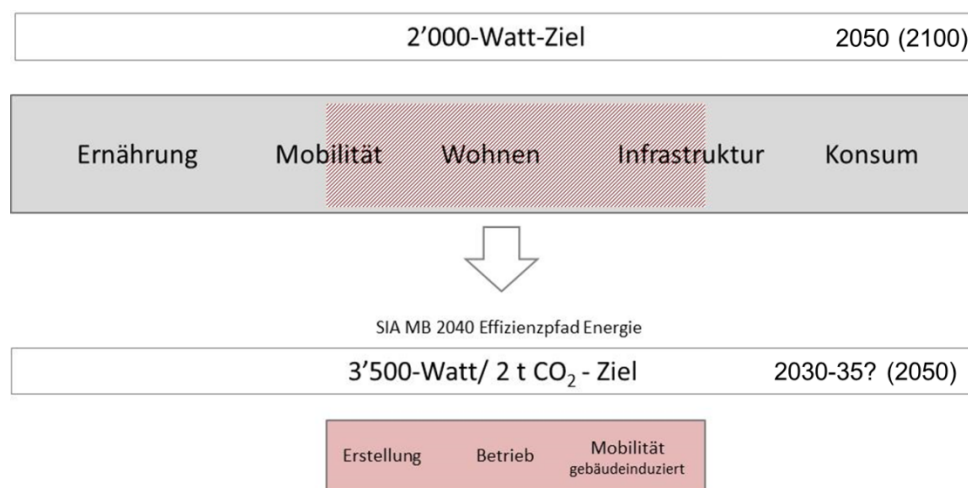 2’000-Watt-Ziel 2050 (2100)
Ernährung Mobilität Wohnen Infrastruktur Konsum
SIA MB 2040 Effizienzpfad Energie
3’500-Watt/ 2 t CO₂ - Ziel 2030-35? (2050)
Erstellung Betrieb Mobilität
gebäudeinduziert